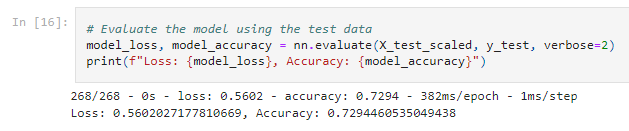 In [16]:
# Evaluate the model using the test data
model_loss, model_accuracy = nn.evaluate(X_test_scaled, y_test, verbose=2)
print(f"Loss: {model_loss}, Accuracy: {model_accuracy}")
268/268 - 0s - loss: 0.5602 - accuracy: 0.7294 - 382ms/epoch - 1ms/step
Loss: 0.5602027177810669, Accuracy: 0.7294460535049438